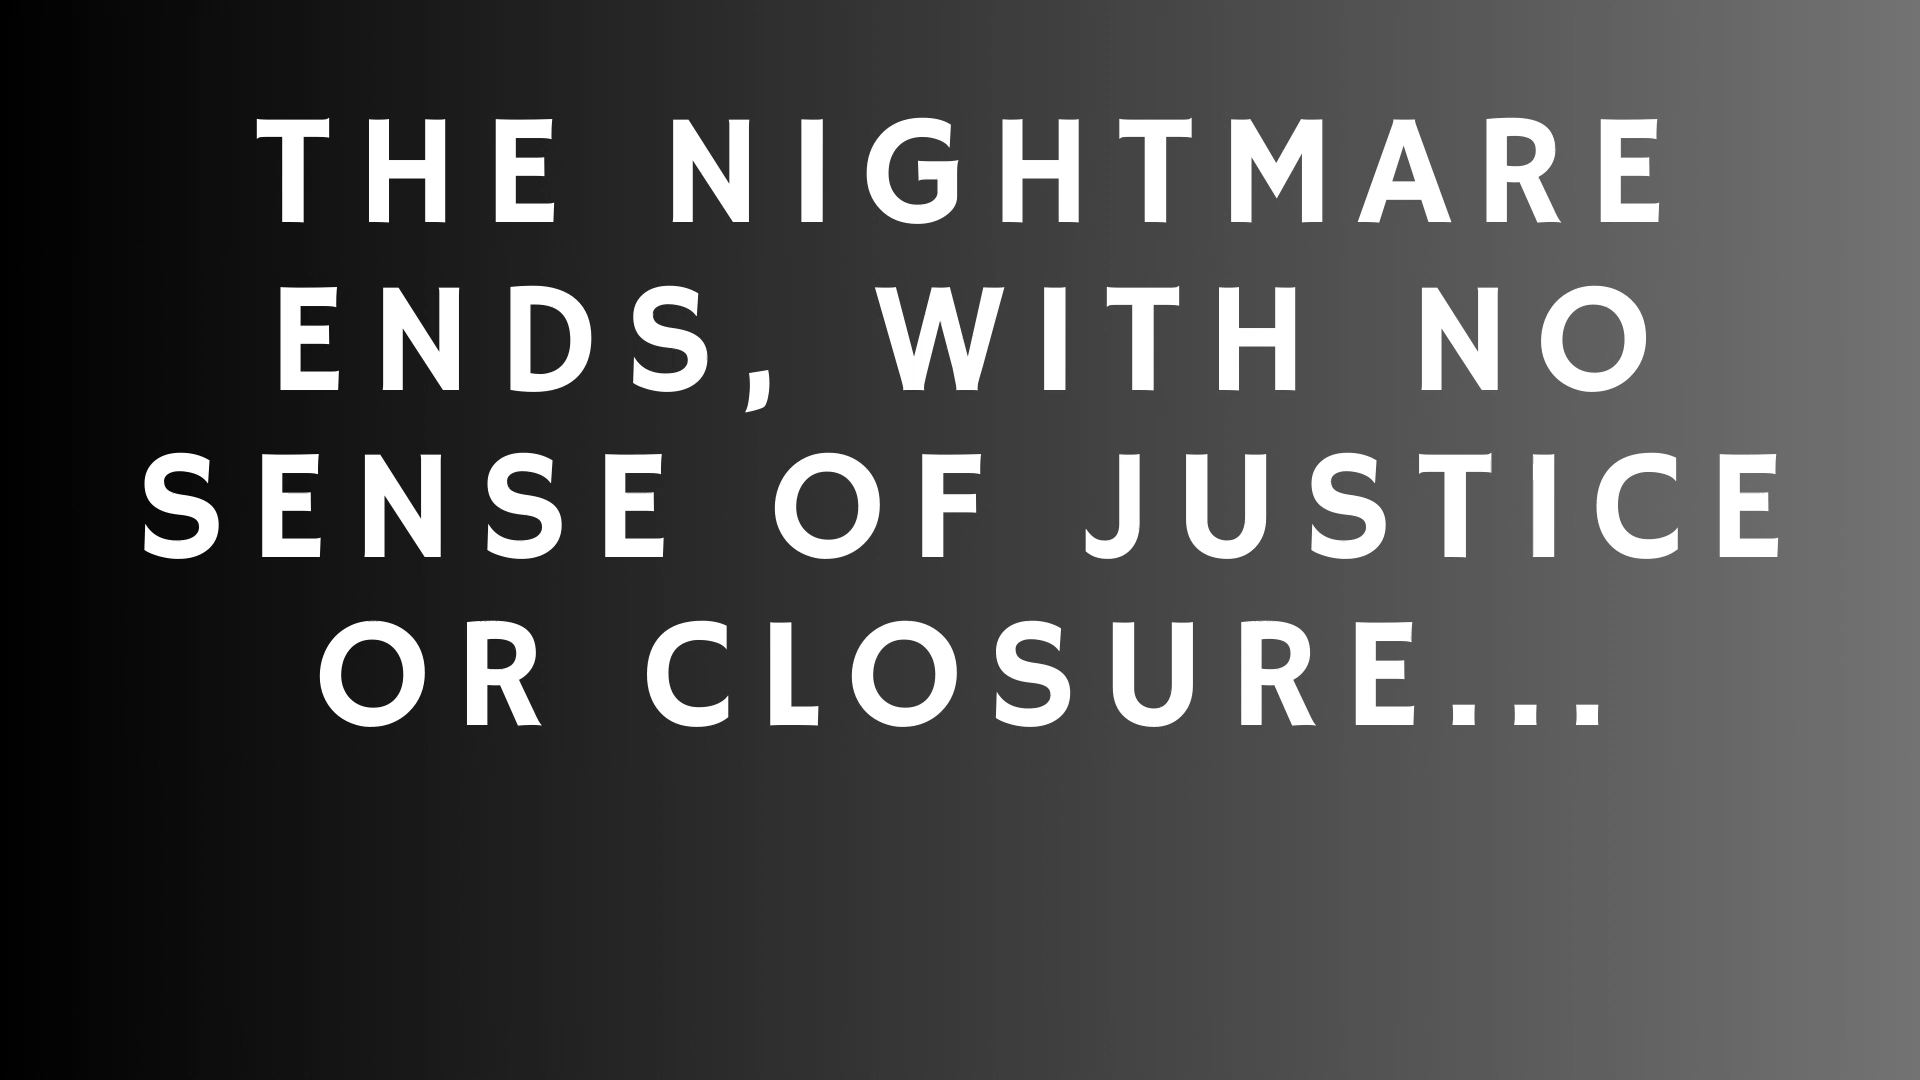 THE NIGHTMARE
ENDS, WITH NO
SENSE OF JUSTICE
OR CLOSURE...